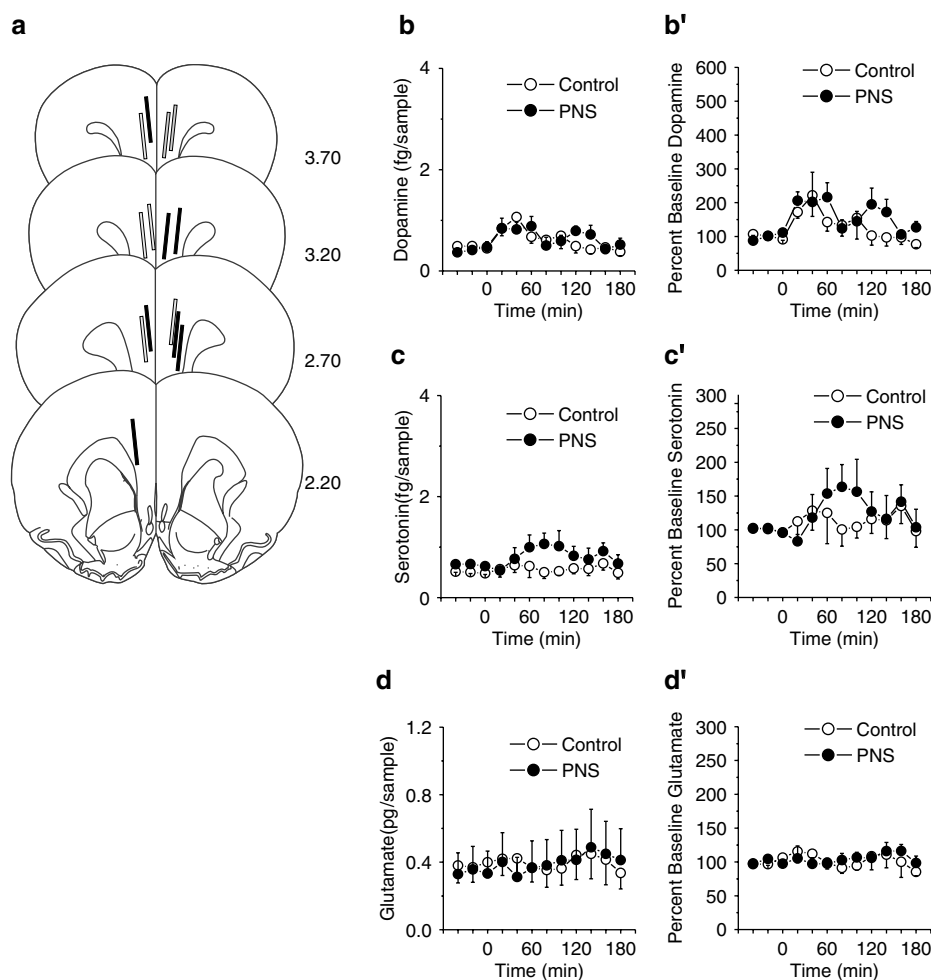 a
3.70
3.20
2.70
2.20
b
4
2
0
Dopamine (fg/sample)
Control
PNS
0 60 120 180
Time (min)
b'
600
500
400
300
200
100
0
Percent Baseline Dopamine
Control
PNS
0 60 120 180
Time (min)
c
4
2
0
Serotonin(fg/sample)
Control
PNS
0 60 120 180
Time (min)
c'
300
250
200
150
100
50
0
Percent Baseline Serotonin
Control
PNS
0 60 120 180
Time (min)
d
1.2
0.8
0.4
0.0
Glutamate(pg/sample)
Control
PNS
0 60 120 180
Time (min)
d'
300
250
200
150
100
50
0
Percent Baseline Glutamate
Control
PNS
0 60 120 180
Time (min)